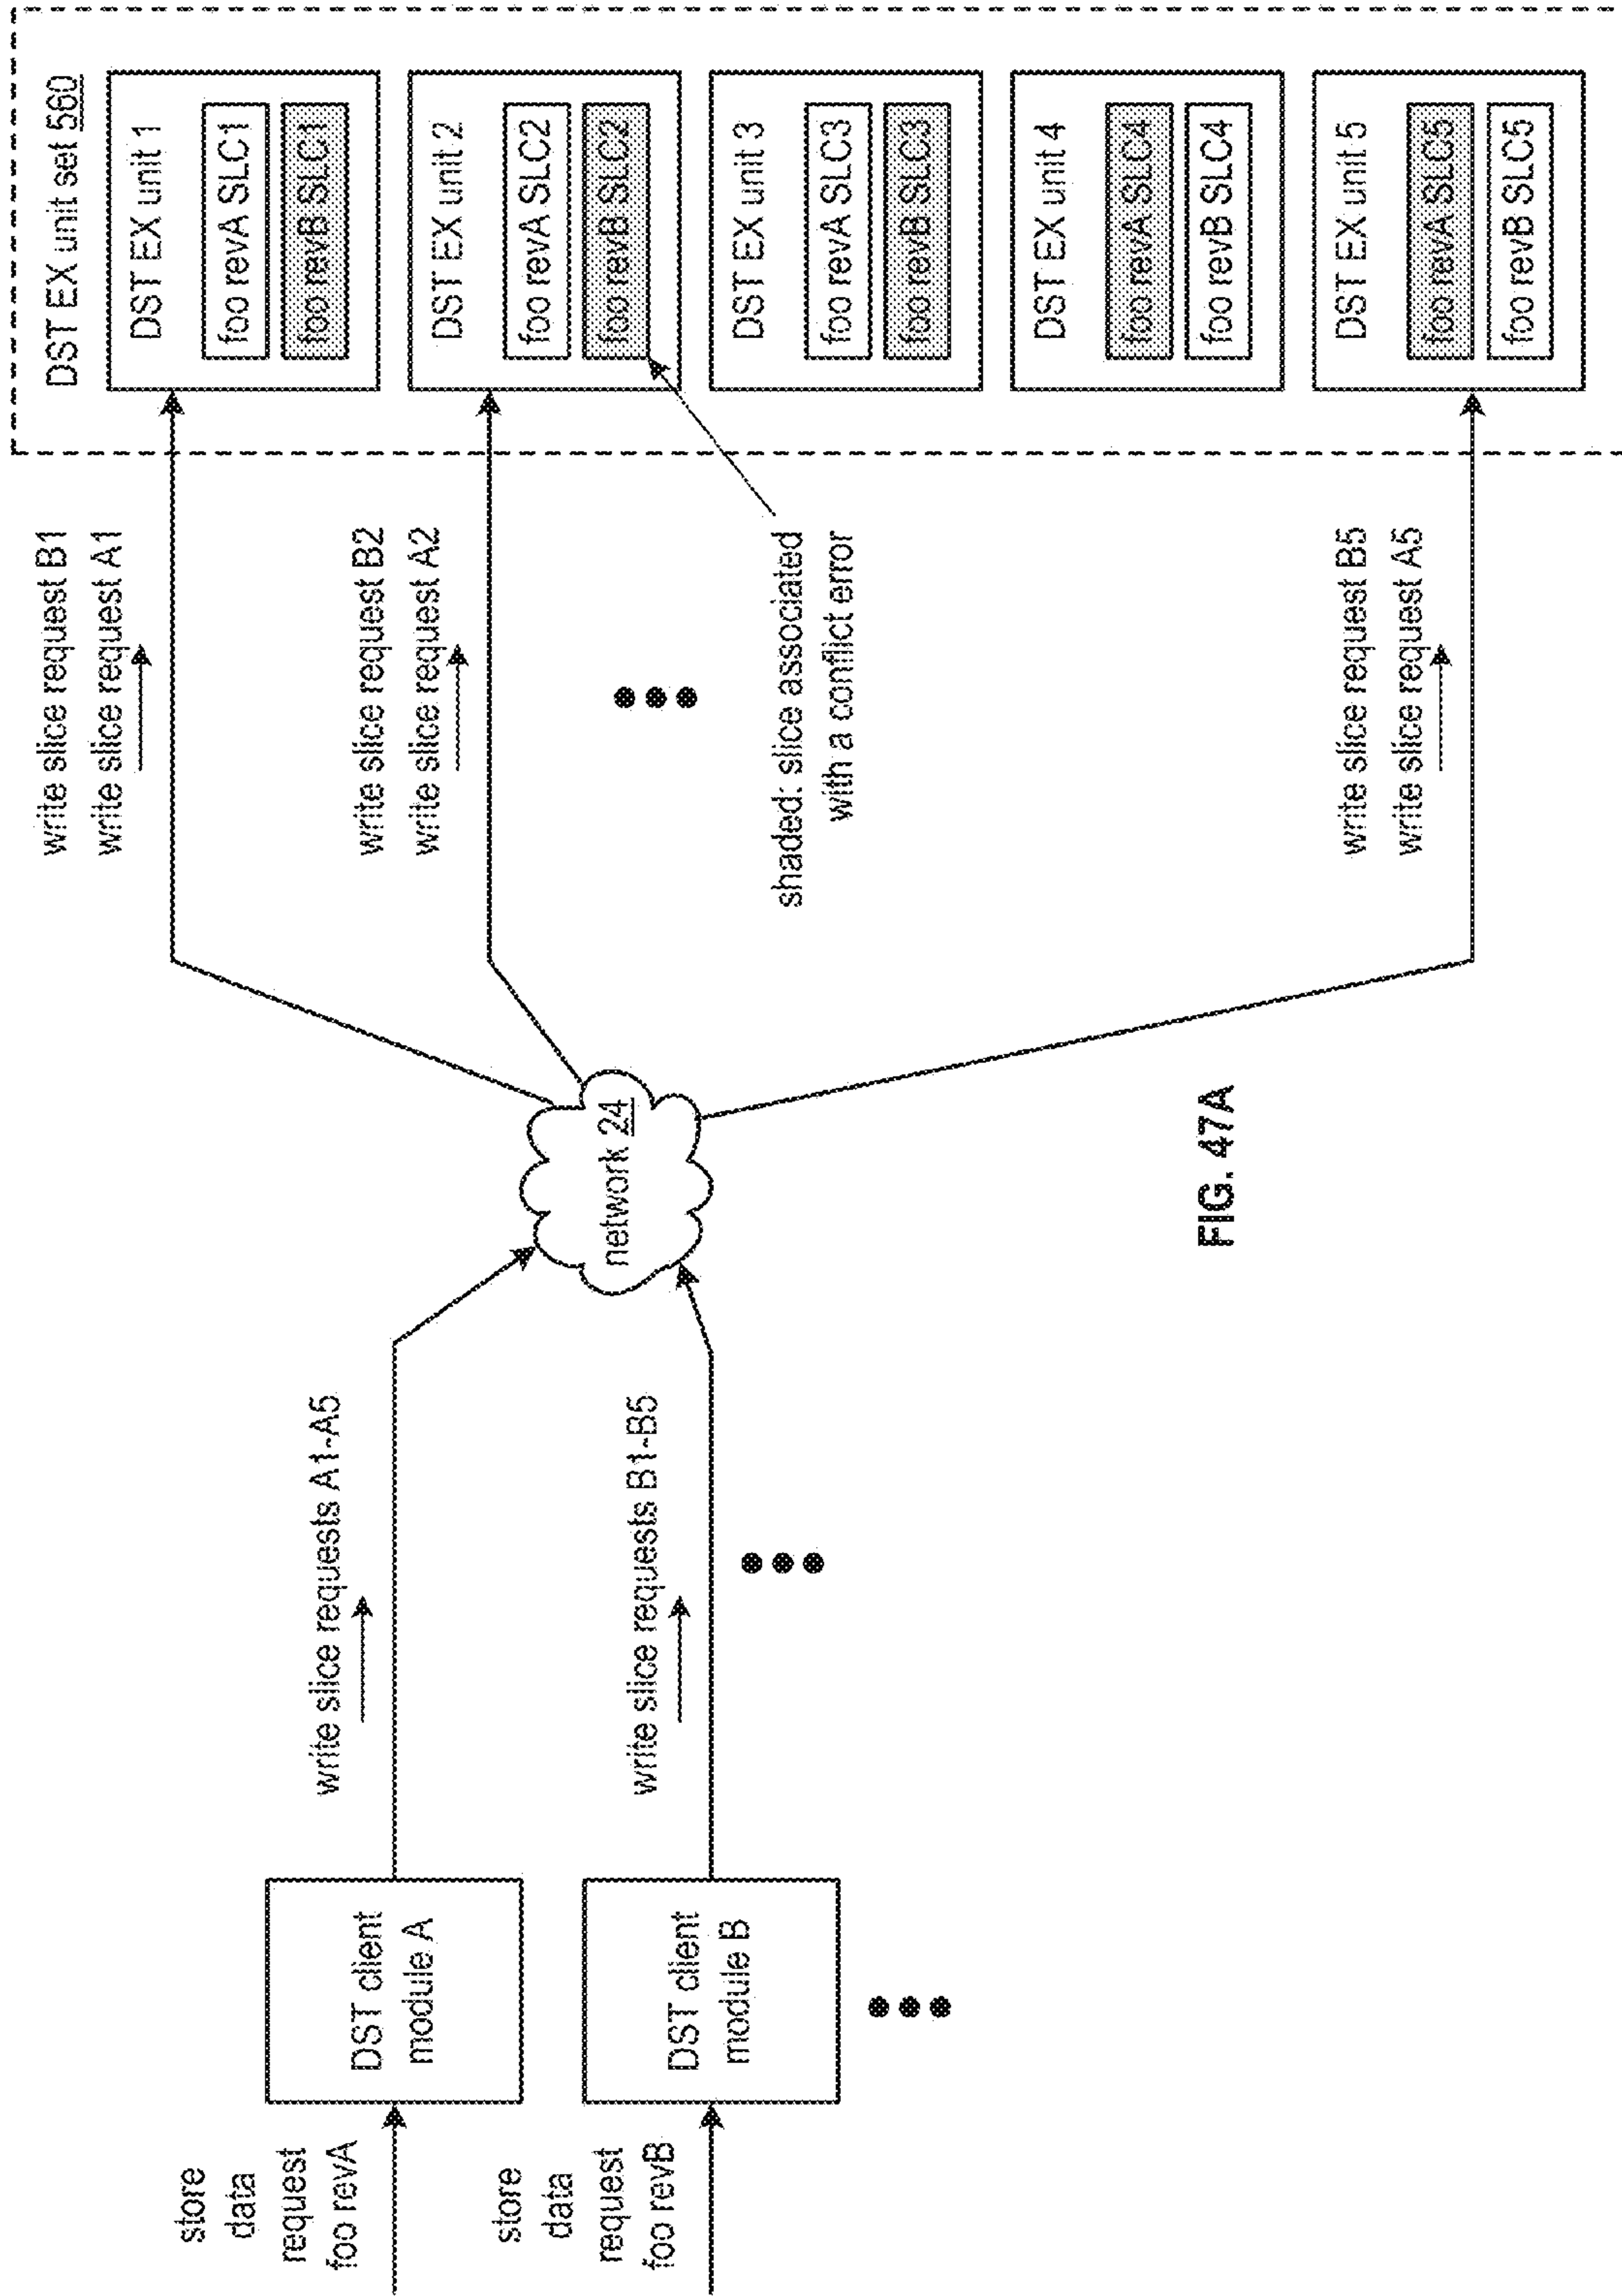 store
data
request
foo revA
DST client
module A
write slice requests A1-A5
store
data
request
foo revB
DST client
module B
write slice requests B1-B5
network 24
write slice request B1
write slice request A1
write slice request B2
write slice request A2
shaded: slice associated
with a conflict error
write slice request B5
write slice request A5
DST EX unit set 560
DST EX unit 1
foo revA SLC1
foo revB SLC1
DST EX unit 2
foo revA SLC2
foo revB SLC2
DST EX unit 3
foo revA SLC3
foo revB SLC3
DST EX unit 4
foo revA SLC4
foo revB SLC4
DST EX unit 5
foo revA SLC5
foo revB SLC5
FIG. 47A